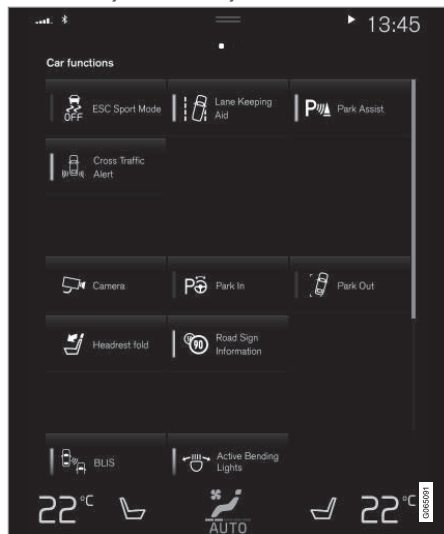 13:45
Car functions
OFF
ESC Sport Mode
Lane Keeping
Aid
P
Park Assist
Cross Traffic
Alert
Camera
P
Park In
Park Out
Headrest fold
90
Road Sign
Information
BLIS
Active Bending
Lights
22°C
AUTO
22°C
G065091